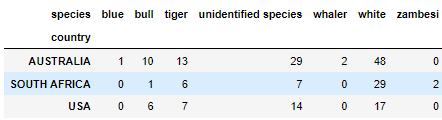 species blue bull tiger unidentified species whaler white zambesi
country
AUSTRALIA 1 10 13 29 2 48 0
SOUTH AFRICA 0 1 6 7 0 29 2
USA 0 6 7 14 0 17 0